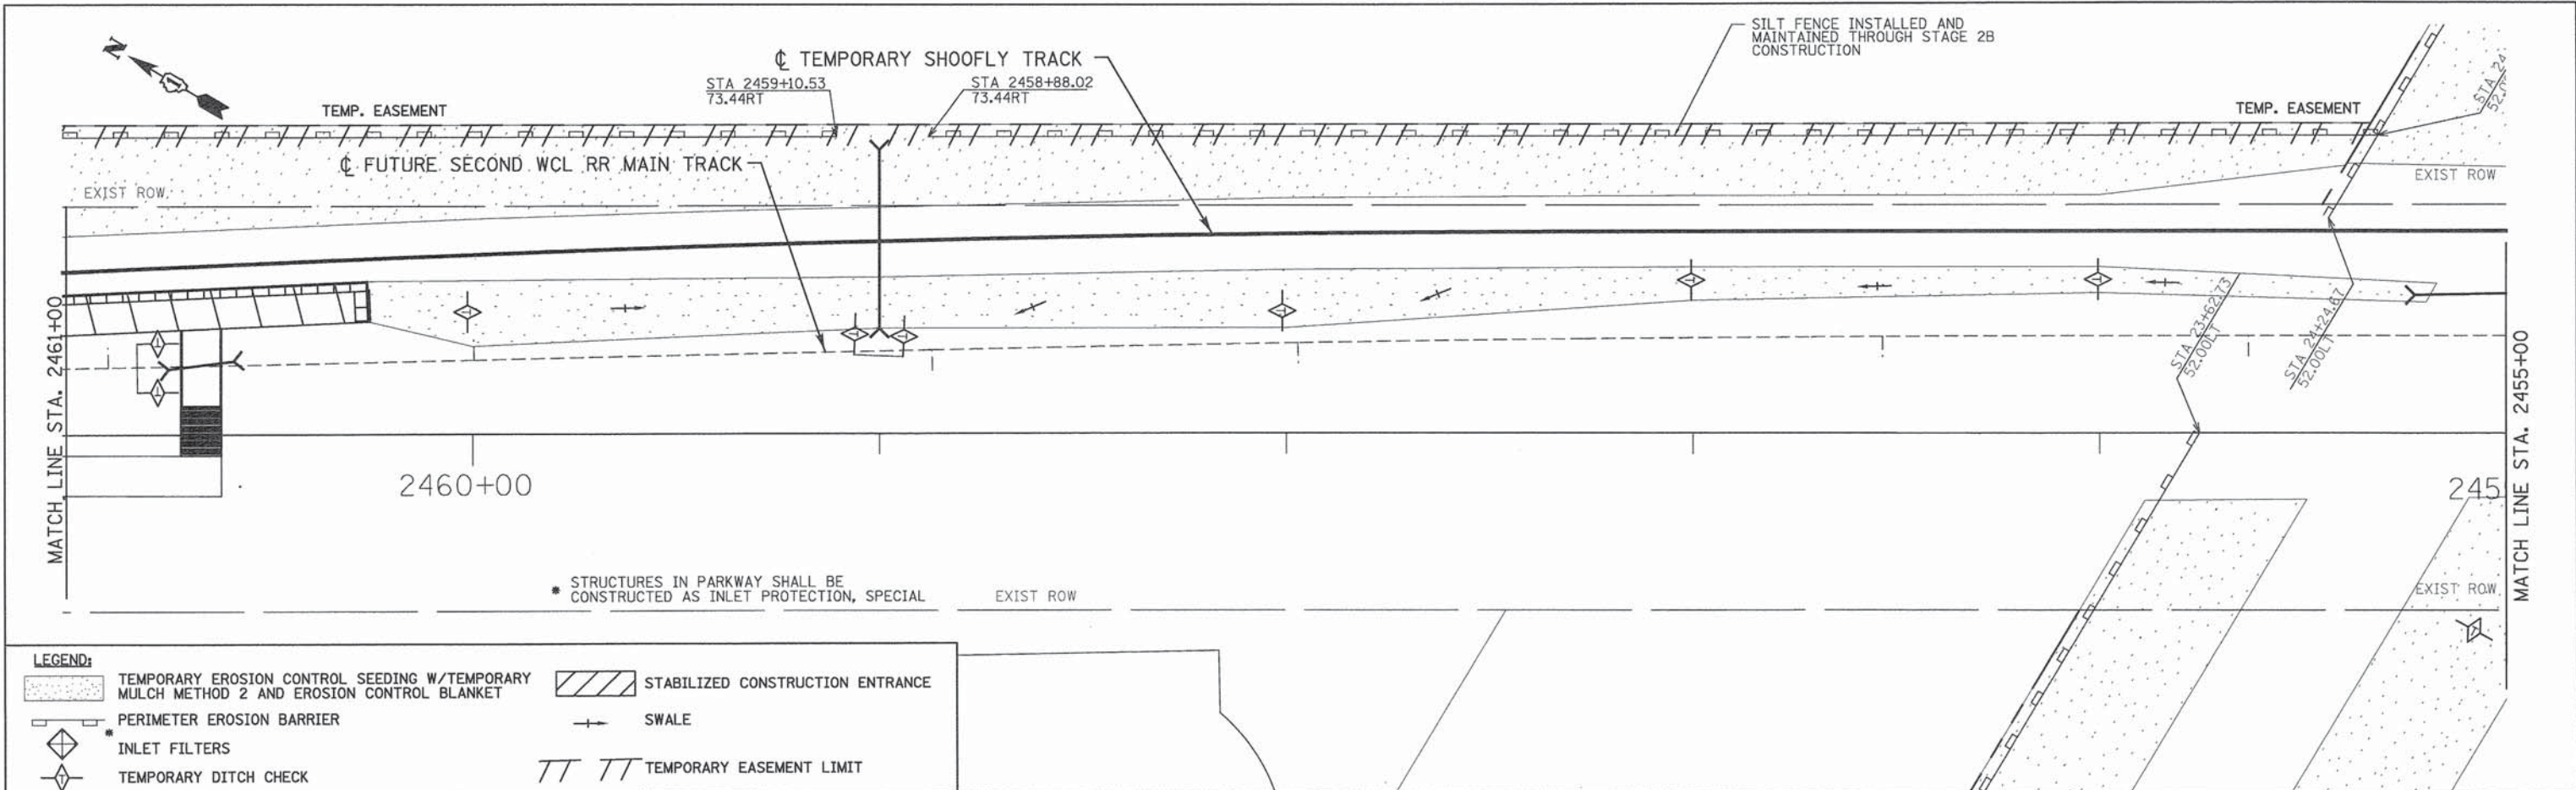 N
SILT FENCE INSTALLED AND
MAINTAINED THROUGH STAGE 2B
CONSTRUCTION
℄ TEMPORARY SHOOFLY TRACK
STA 2459+10.53
73.44RT
STA 2458+88.02
73.44RT
TEMP. EASEMENT
TEMP. EASEMENT
STA 24
℄ FUTURE SECOND WCL RR MAIN TRACK
EXIST ROW
EXIST ROW
MATCH LINE STA. 2461+00
STA 23+62.73
52.00LT
STA 24+24.67
52.00LT
MATCH LINE STA. 2455+00
2460+00
245
* STRUCTURES IN PARKWAY SHALL BE
CONSTRUCTED AS INLET PROTECTION, SPECIAL
EXIST ROW
EXIST ROW
LEGEND:
TEMPORARY EROSION CONTROL SEEDING W/TEMPORARY
MULCH METHOD 2 AND EROSION CONTROL BLANKET
STABILIZED CONSTRUCTION ENTRANCE
PERIMETER EROSION BARRIER
SWALE
* INLET FILTERS
TEMPORARY DITCH CHECK
TEMPORARY EASEMENT LIMIT